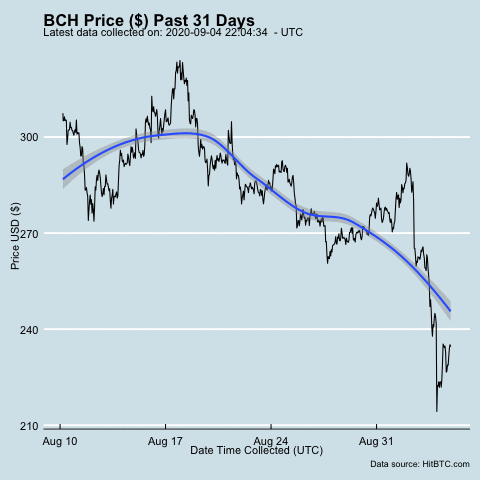 BCH Price ($) Past 31 Days
Latest data collected on: 2020-09-04 22:04:34 - UTC
Price USD ($)
300
270
240
210
Aug 10 Aug 17 Aug 24 Aug 31
Date Time Collected (UTC)
Data source: HitBTC.com